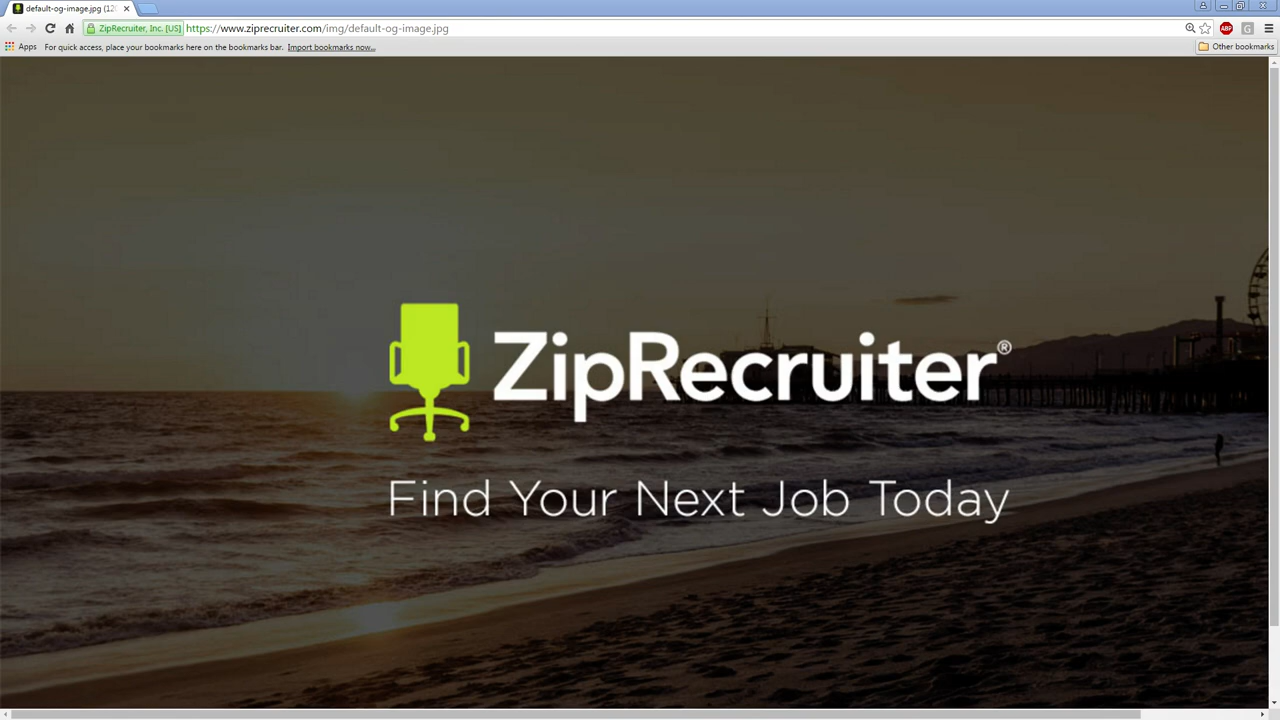 default-og-image.jpg (12
ZipRecruiter, Inc. [US] https://www.ziprecruiter.com/img/default-og-image.jpg
ABP
G
Apps For quick access, place your bookmarks here on the bookmarks bar. Import bookmarks now... Other bookmarks
ZipRecruiter®
Find Your Next Job Today